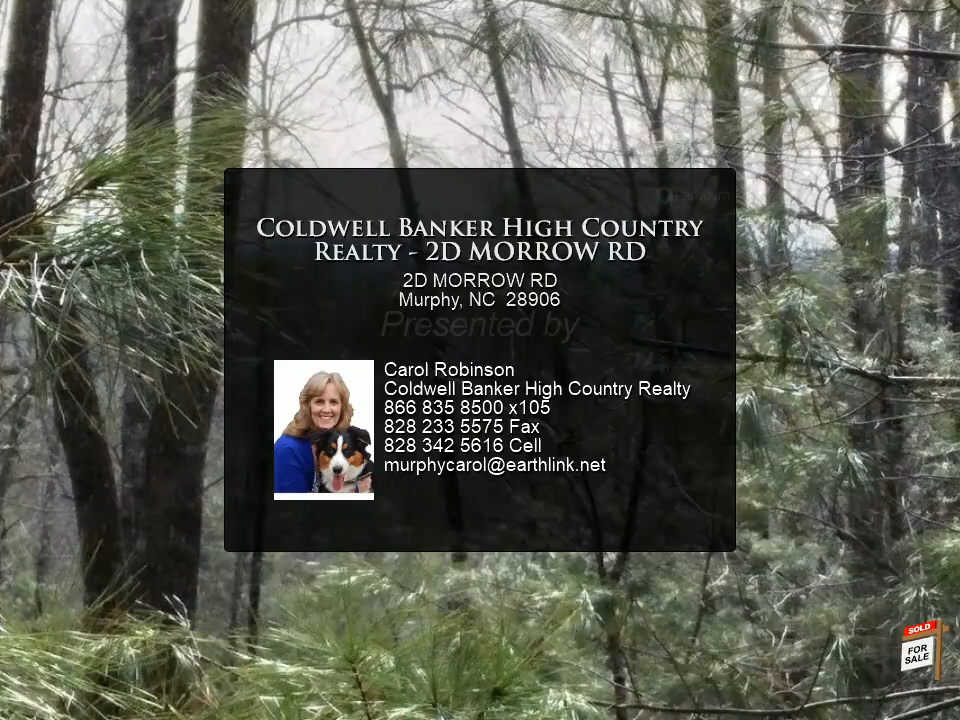 Coldwell Banker High Country
Realty - 2D MORROW RD
2D MORROW RD
Murphy, NC 28906
Presented by
Carol Robinson
Coldwell Banker High Country Realty
866 835 8500 x105
828 233 5575 Fax
828 342 5616 Cell
murphycarol@earthlink.net
SOLD
FOR
SALE